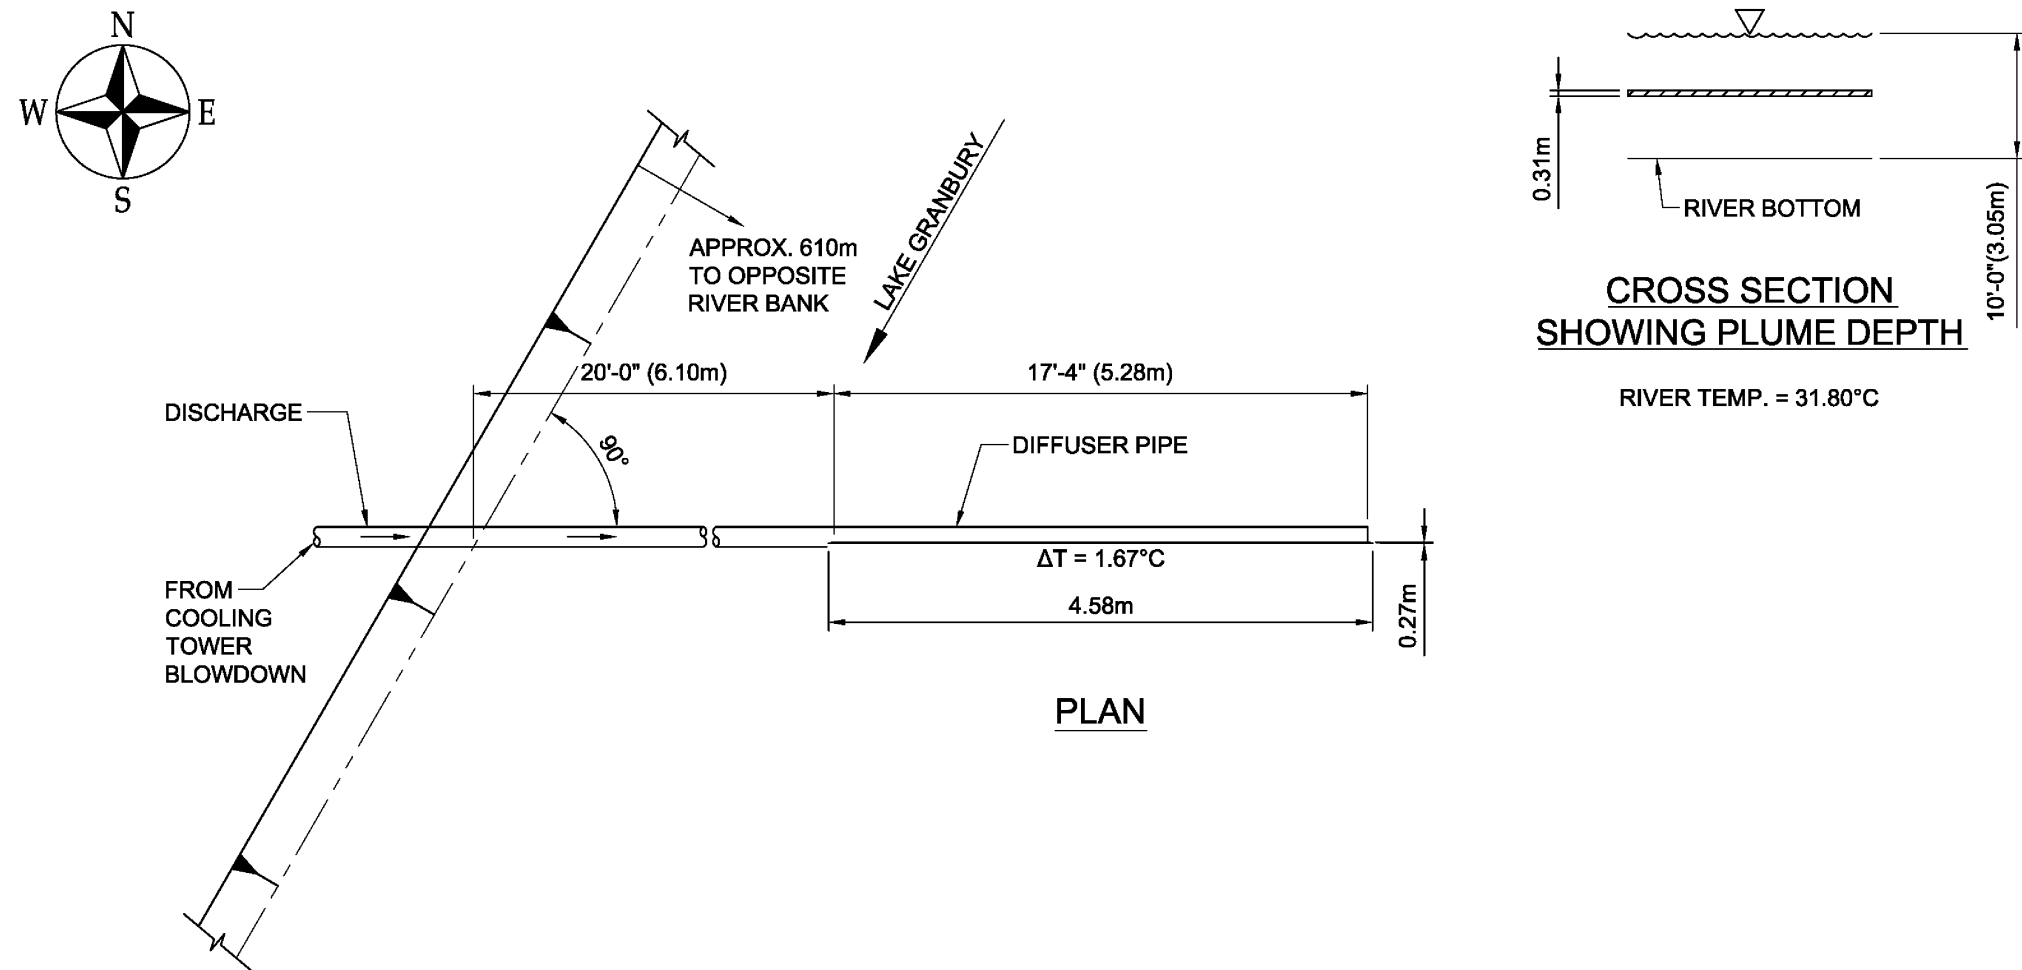 N
W E
S
APPROX. 610m
TO OPPOSITE
RIVER BANK
LAKE GRANBURY
20'-0" (6.10m)
17'-4" (5.28m)
DISCHARGE
90°
DIFFUSER PIPE
FROM
COOLING
TOWER
BLOWDOWN
ΔT = 1.67°C
4.58m
0.27m
PLAN
0.31m
RIVER BOTTOM
10'-0"(3.05m)
CROSS SECTION
SHOWING PLUME DEPTH
RIVER TEMP. = 31.80°C